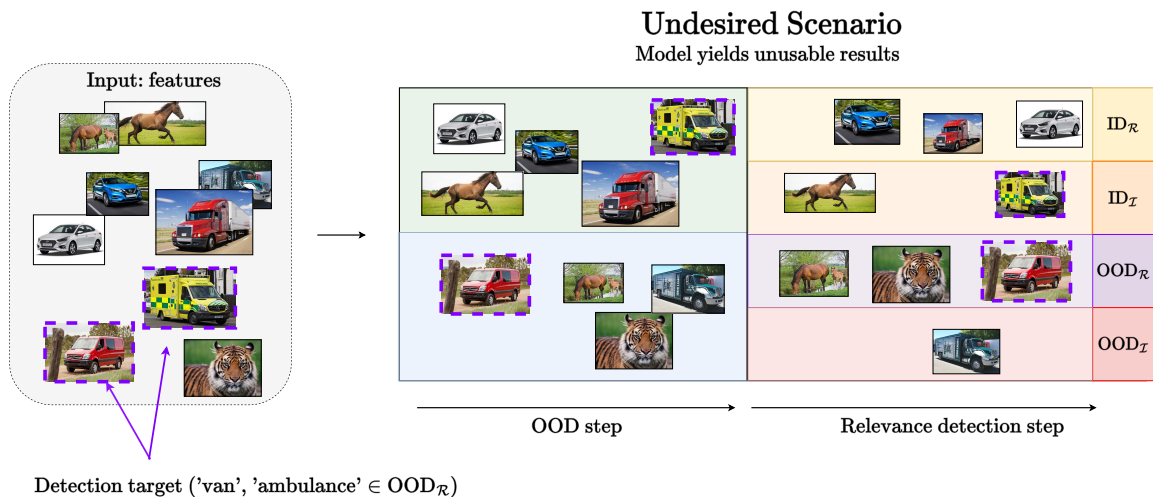 Undesired Scenario
Model yields unusable results
Input: features
ID_ℛ
ID_ℐ
OOD_ℛ
OOD_ℐ
OOD step
Relevance detection step
Detection target ('van', 'ambulance' ∈ OOD_ℛ)